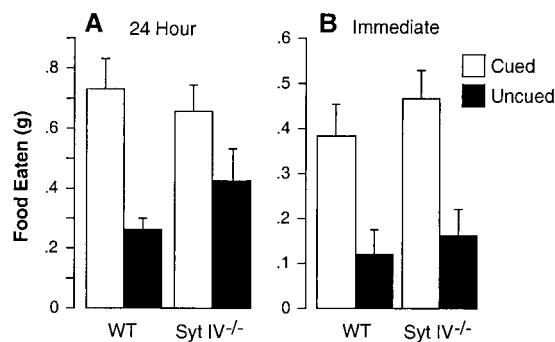 A 24 Hour
B Immediate
Cued
Uncued
Food Eaten (g)
.8
.6
.4
.2
0
.6
.5
.4
.3
.2
.1
0
WT
Syt IV-/-
WT
Syt IV-/-